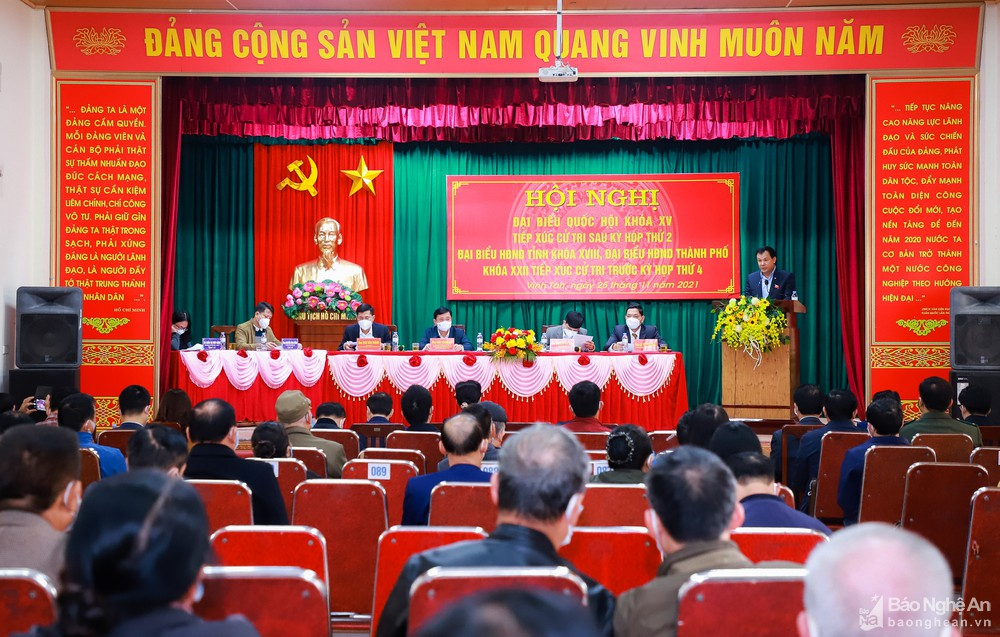 ĐẢNG CỘNG SẢN VIỆT NAM QUANG VINH MUÔN NĂM
"... ĐẢNG TA LÀ MỘT
ĐẢNG CẦM QUYỀN.
MỖI ĐẢNG VIÊN VÀ
CÁN BỘ PHẢI THẬT
SỰ THẤM NHUẦN ĐẠO
ĐỨC CÁCH MẠNG,
THẬT SỰ CẦN KIỆM
LIÊM CHÍNH, CHÍ CÔNG
VÔ TƯ. PHẢI GIỮ GÌN
ĐẢNG TA THẬT TRONG
SẠCH, PHẢI XỨNG
ĐÁNG LÀ NGƯỜI LÃNH
ĐẠO, LÀ NGƯỜI ĐẦY
TỚ THẬT TRUNG THÀNH
NHÂN DÂN ..."
HỒ CHÍ MINH
HỘI NGHỊ
ĐẠI BIỂU QUỐC HỘI KHÓA XV
TIẾP XÚC CỬ TRI SAU KỲ HỌP THỨ 2
ĐẠI BIỂU HĐND TỈNH KHÓA XVIII, ĐẠI BIỂU HĐND THÀNH PHỐ
KHÓA XXII TIẾP XÚC CỬ TRI TRƯỚC KỲ HỌP THỨ 4
Vinh Tân, ngày 25 tháng 11 năm 2021
"... TIẾP TỤC NÂNG
CAO NĂNG LỰC LÃNH
ĐẠO VÀ SỨC CHIẾN
ĐẤU CỦA ĐẢNG, PHÁT
HUY SỨC MẠNH TOÀN
DÂN TỘC, ĐẨY MẠNH
TOÀN DIỆN CÔNG
CUỘC ĐỔI MỚI, TẠO
NỀN TẢNG ĐỂ ĐẾN
NĂM 2020 NƯỚC TA
CƠ BẢN TRỞ THÀNH
MỘT NƯỚC CÔNG
NGHIỆP THEO HƯỚNG
HIỆN ĐẠI ..."
HỒ CHÍ MINH
089
Báo Nghệ An
baonghean.vn